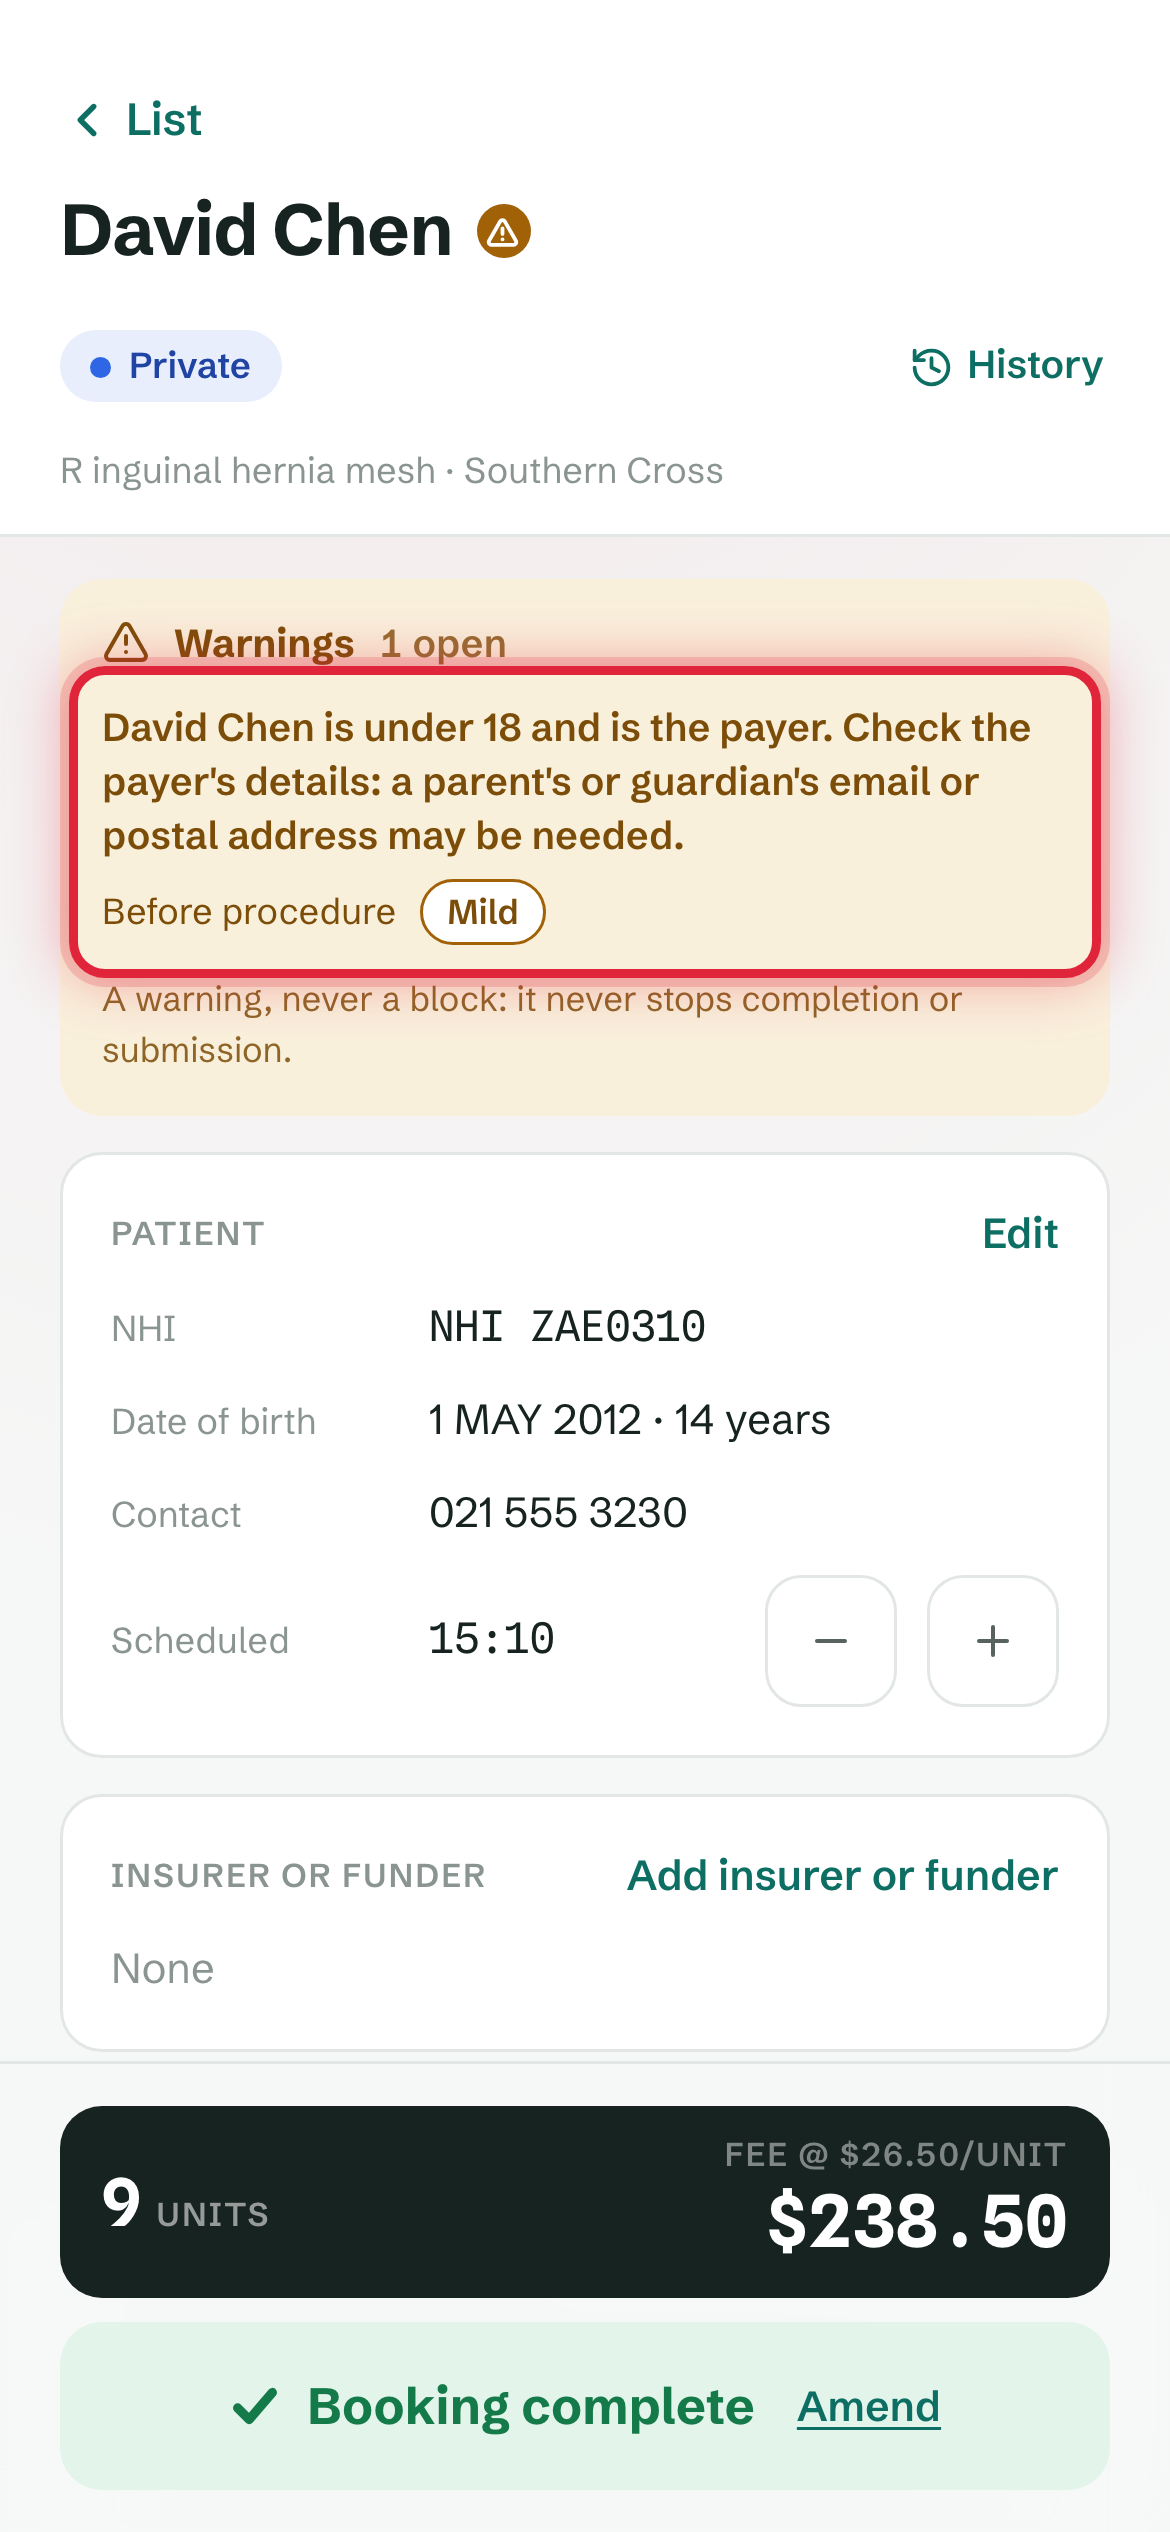 List
David Chen
Private
History
R inguinal hernia mesh · Southern Cross
Warnings 1 open
David Chen is under 18 and is the payer. Check the
payer's details: a parent's or guardian's email or
postal address may be needed.
Before procedure Mild
A warning, never a block: it never stops completion or
submission.
PATIENT Edit
NHI NHI ZAE0310
Date of birth 1 MAY 2012 · 14 years
Contact 021 555 3230
Scheduled 15:10 − +
INSURER OR FUNDER Add insurer or funder
None
FEE @ $26.50/UNIT
9 UNITS $238.50
Booking complete Amend